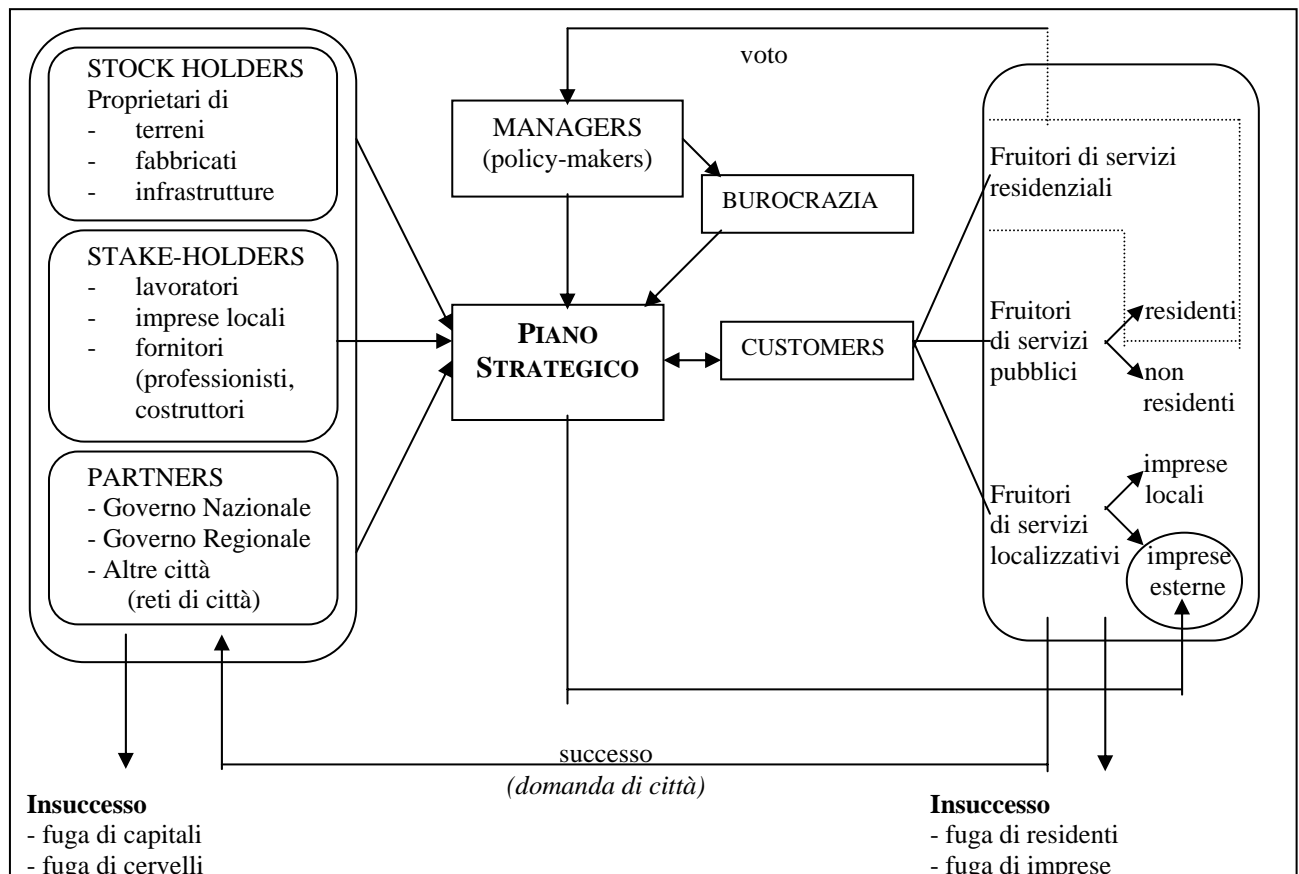 STOCK HOLDERS
Proprietari di
- terreni
- fabbricati
- infrastrutture
STAKE-HOLDERS
- lavoratori
- imprese locali
- fornitori
(professionisti,
costruttori
PARTNERS
- Governo Nazionale
- Governo Regionale
- Altre città
(reti di città)
voto
MANAGERS
(policy-makers)
BUROCRAZIA
PIANO
STRATEGICO
CUSTOMERS
Fruitori di servizi
residenziali
Fruitori
di servizi
pubblici
residenti
non
residenti
Fruitori
di servizi
localizzativi
imprese
locali
imprese
esterne
successo
(domanda di città)
Insuccesso
- fuga di capitali
- fuga di cervelli
Insuccesso
- fuga di residenti
- fuga di imprese